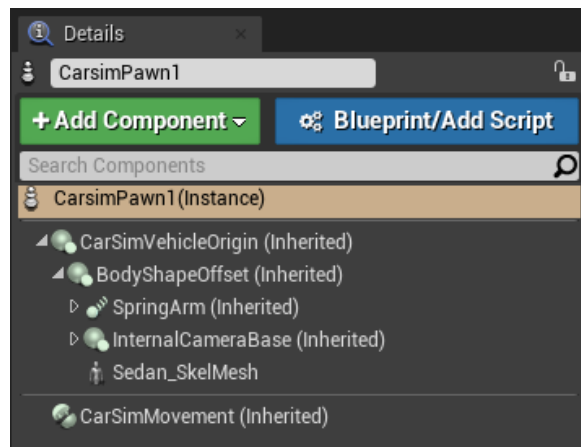 Details
CarsimPawn1
+Add Component
Blueprint/Add Script
Search Components
CarsimPawn1(Instance)
CarSimVehicleOrigin (Inherited)
BodyShapeOffset (Inherited)
SpringArm (Inherited)
InternalCameraBase (Inherited)
Sedan_SkelMesh
CarSimMovement (Inherited)